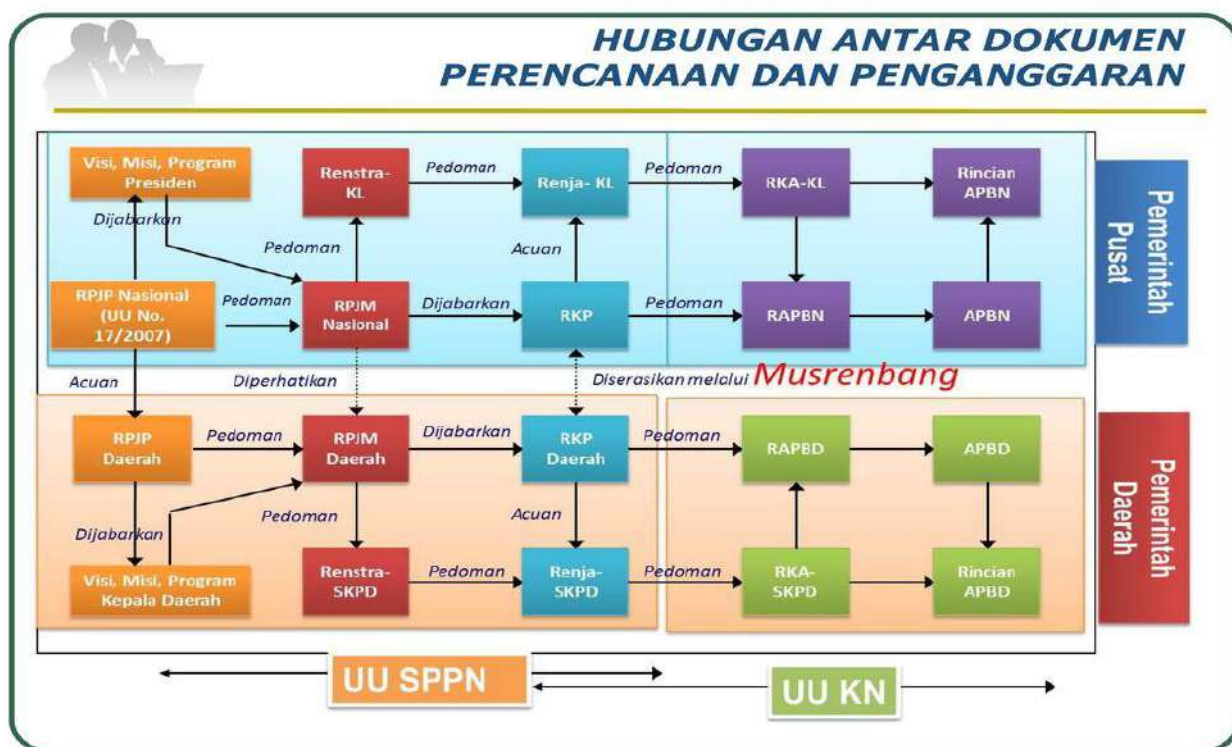 HUBUNGAN ANTAR DOKUMEN
PERENCANAAN DAN PENGANGGARAN
Visi, Misi, Program
Presiden
Renstra-
KL
Pedoman
Renja- KL
Pedoman
RKA-KL
Rincian
APBN
Dijabarkan
Pedoman
Acuan
RPJP Nasional
(UU No.
17/2007)
Pedoman
RPJM
Nasional
Dijabarkan
RKP
Pedoman
RAPBN
APBN
Pemerintah
Pusat
Acuan
Diperhatikan
Diserasikan melalui Musrenbang
RPJP
Daerah
Pedoman
RPJM
Daerah
Dijabarkan
RKP
Daerah
Pedoman
RAPBD
APBD
Dijabarkan
Pedoman
Acuan
Visi, Misi, Program
Kepala Daerah
Renstra-
SKPD
Pedoman
Renja-
SKPD
Pedoman
RKA-
SKPD
Rincian
APBD
Pemerintah
Daerah
UU SPPN
UU KN